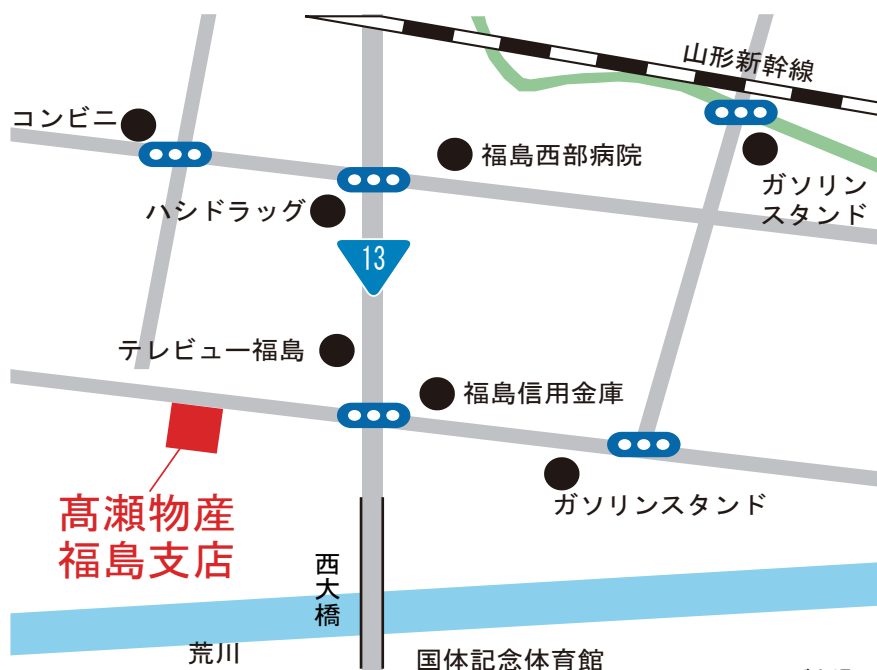 山形新幹線
コンビニ
福島西部病院
ガソリン
スタンド
ハシドラッグ
13
テレビュー福島
福島信用金庫
ガソリンスタンド
髙瀬物産
福島支店
西大橋
荒川
国体記念体育館